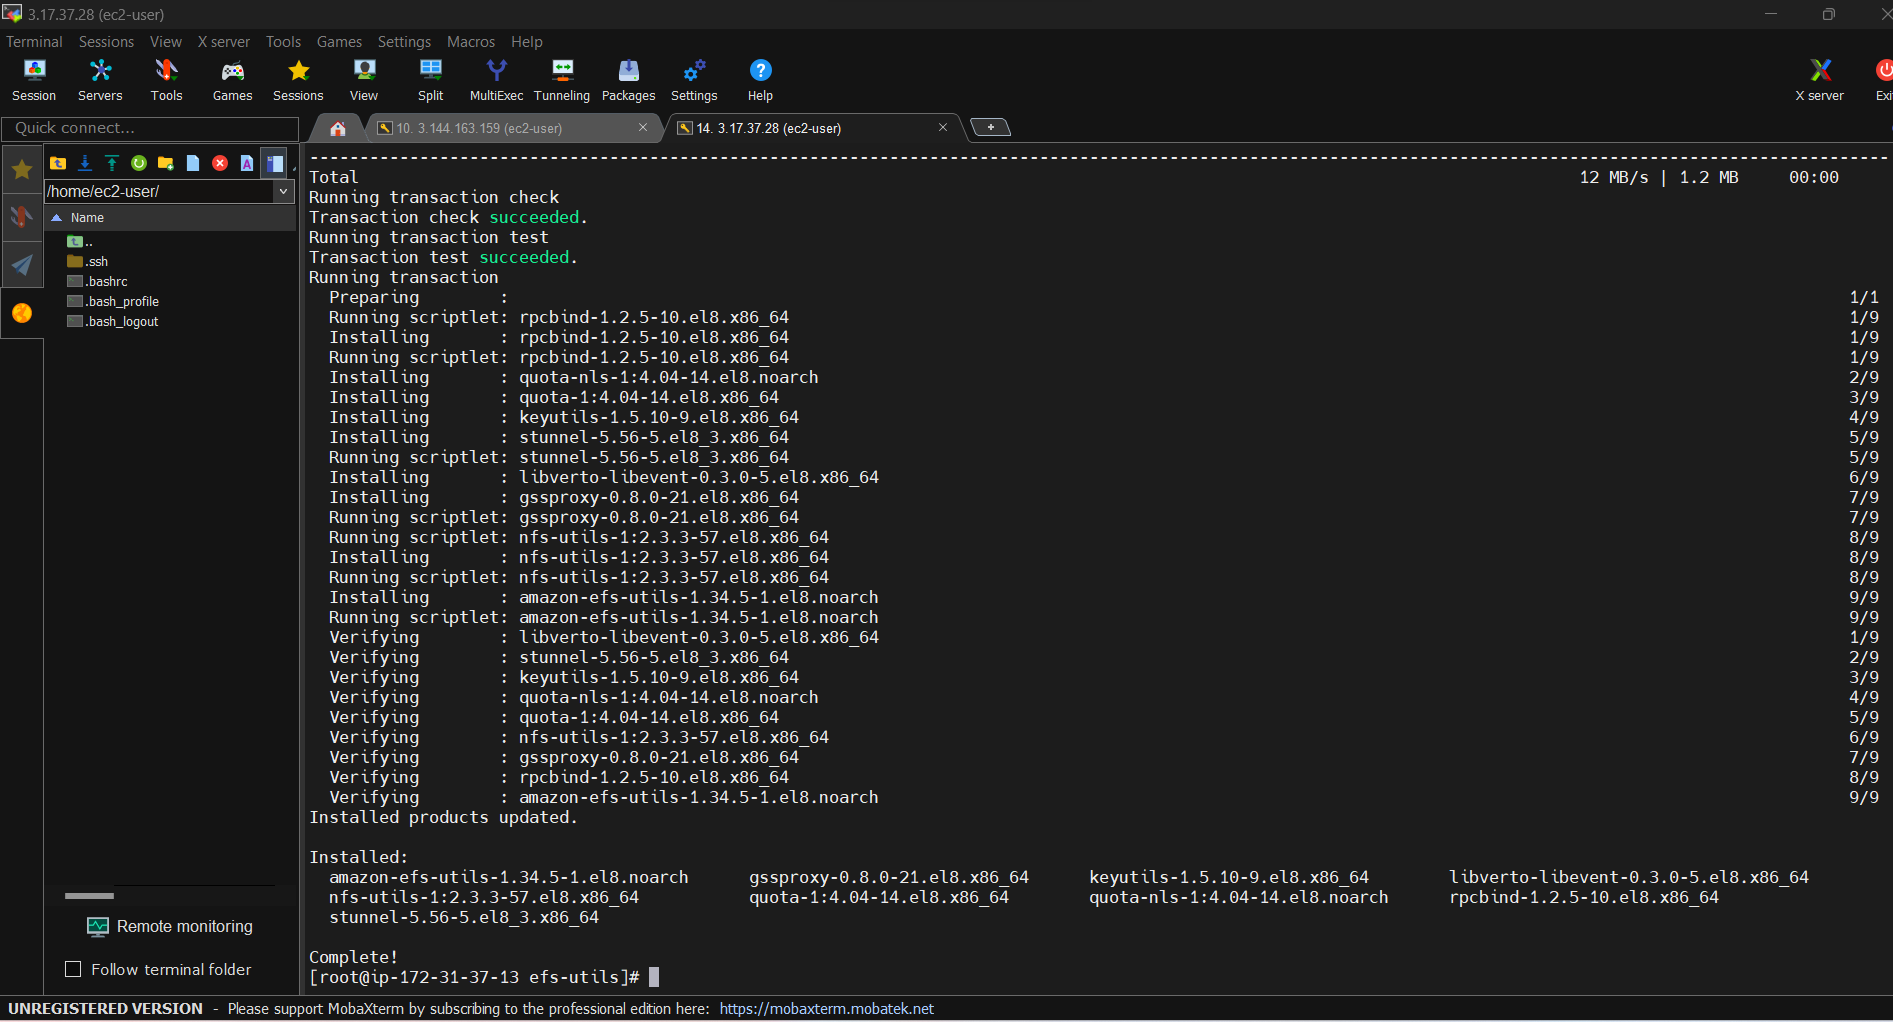 3.17.37.28 (ec2-user)
Terminal Sessions View X server Tools Games Settings Macros Help
Session Servers Tools Games Sessions View Split MultiExec Tunneling Packages Settings Help X server Exi
Quick connect...
10. 3.144.163.159 (ec2-user)
14. 3.17.37.28 (ec2-user)
/home/ec2-user/
Name
..
.ssh
.bashrc
.bash_profile
.bash_logout
Remote monitoring
Follow terminal folder
--------------------------------------------------------------------------------------------------------------------------------------------------------------
Total 12 MB/s | 1.2 MB 00:00
Running transaction check
Transaction check succeeded.
Running transaction test
Transaction test succeeded.
Running transaction
Preparing : 1/1
Running scriptlet: rpcbind-1.2.5-10.el8.x86_64 1/9
Installing : rpcbind-1.2.5-10.el8.x86_64 1/9
Running scriptlet: rpcbind-1.2.5-10.el8.x86_64 1/9
Installing : quota-nls-1:4.04-14.el8.noarch 2/9
Installing : quota-1:4.04-14.el8.x86_64 3/9
Installing : keyutils-1.5.10-9.el8.x86_64 4/9
Installing : stunnel-5.56-5.el8_3.x86_64 5/9
Running scriptlet: stunnel-5.56-5.el8_3.x86_64 5/9
Installing : libverto-libevent-0.3.0-5.el8.x86_64 6/9
Installing : gssproxy-0.8.0-21.el8.x86_64 7/9
Running scriptlet: gssproxy-0.8.0-21.el8.x86_64 7/9
Running scriptlet: nfs-utils-1:2.3.3-57.el8.x86_64 8/9
Installing : nfs-utils-1:2.3.3-57.el8.x86_64 8/9
Running scriptlet: nfs-utils-1:2.3.3-57.el8.x86_64 8/9
Installing : amazon-efs-utils-1.34.5-1.el8.noarch 9/9
Running scriptlet: amazon-efs-utils-1.34.5-1.el8.noarch 9/9
Verifying : libverto-libevent-0.3.0-5.el8.x86_64 1/9
Verifying : stunnel-5.56-5.el8_3.x86_64 2/9
Verifying : keyutils-1.5.10-9.el8.x86_64 3/9
Verifying : quota-nls-1:4.04-14.el8.noarch 4/9
Verifying : quota-1:4.04-14.el8.x86_64 5/9
Verifying : nfs-utils-1:2.3.3-57.el8.x86_64 6/9
Verifying : gssproxy-0.8.0-21.el8.x86_64 7/9
Verifying : rpcbind-1.2.5-10.el8.x86_64 8/9
Verifying : amazon-efs-utils-1.34.5-1.el8.noarch 9/9
Installed products updated.
Installed:
amazon-efs-utils-1.34.5-1.el8.noarch gssproxy-0.8.0-21.el8.x86_64 keyutils-1.5.10-9.el8.x86_64 libverto-libevent-0.3.0-5.el8.x86_64
nfs-utils-1:2.3.3-57.el8.x86_64 quota-1:4.04-14.el8.x86_64 quota-nls-1:4.04-14.el8.noarch rpcbind-1.2.5-10.el8.x86_64
stunnel-5.56-5.el8_3.x86_64
Complete!
[root@ip-172-31-37-13 efs-utils]#
UNREGISTERED VERSION - Please support MobaXterm by subscribing to the professional edition here: https://mobaxterm.mobatek.net